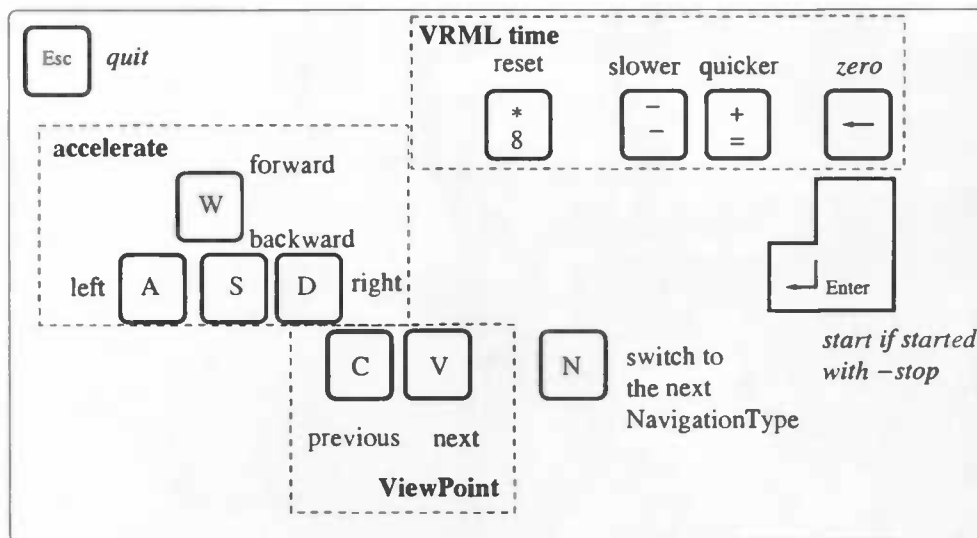 Esc quit
VRML time
reset slower quicker zero
* – +
8 – = ←
accelerate
forward
W
backward
left A S D right
Enter
C V N
start if started
with –stop
switch to
the next
NavigationType
previous next
ViewPoint